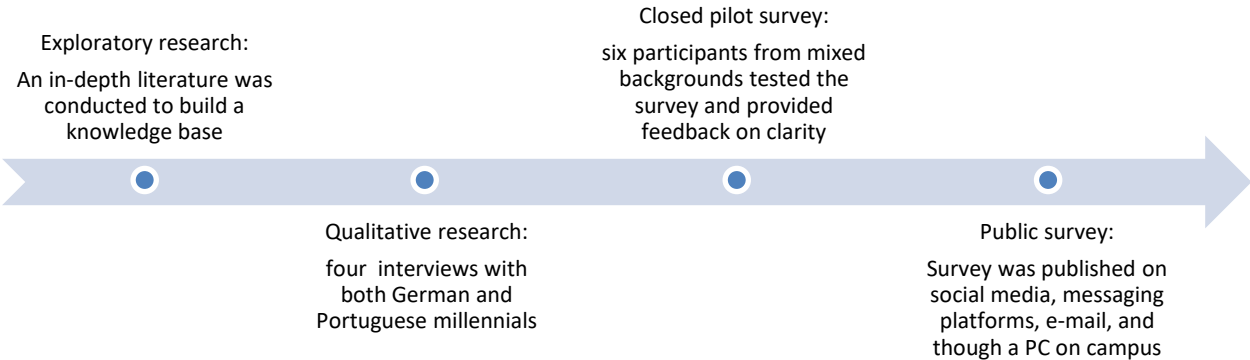 Exploratory research:
An in-depth literature was
conducted to build a
knowledge base
Qualitative research:
four interviews with
both German and
Portuguese millennials
Closed pilot survey:
six participants from mixed
backgrounds tested the
survey and provided
feedback on clarity
Public survey:
Survey was published on
social media, messaging
platforms, e-mail, and
though a PC on campus